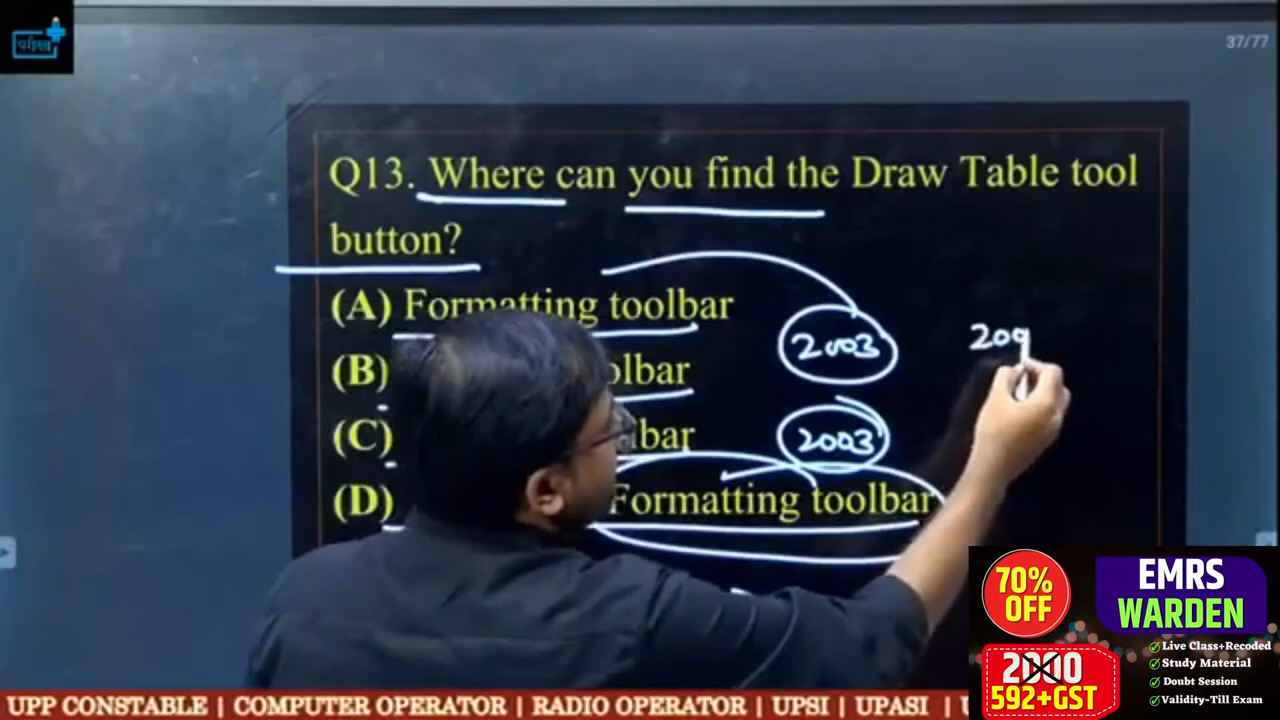 परीक्षा
37/77
Q13. Where can you find the Draw Table tool
button?
(A) Formatting toolbar
(B)
(C)
(D) Formatting toolbar
2003
2003
200
70%
OFF
EMRS
WARDEN
2000
592+GST
Live Class+Recoded
Study Material
Doubt Session
Validity-Till Exam
UPP CONSTABLE | COMPUTER OPERATOR | RADIO OPERATOR | UPSI | UPASI |